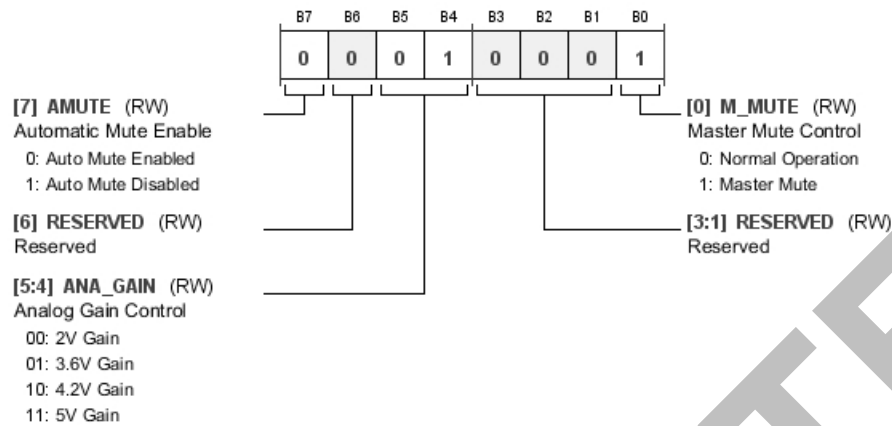 B7 B6 B5 B4 B3 B2 B1 B0
0 0 0 1 0 0 0 1
[7] AMUTE (RW)
Automatic Mute Enable
0: Auto Mute Enabled
1: Auto Mute Disabled
[6] RESERVED (RW)
Reserved
[5:4] ANA_GAIN (RW)
Analog Gain Control
00: 2V Gain
01: 3.6V Gain
10: 4.2V Gain
11: 5V Gain
[0] M_MUTE (RW)
Master Mute Control
0: Normal Operation
1: Master Mute
[3:1] RESERVED (RW)
Reserved